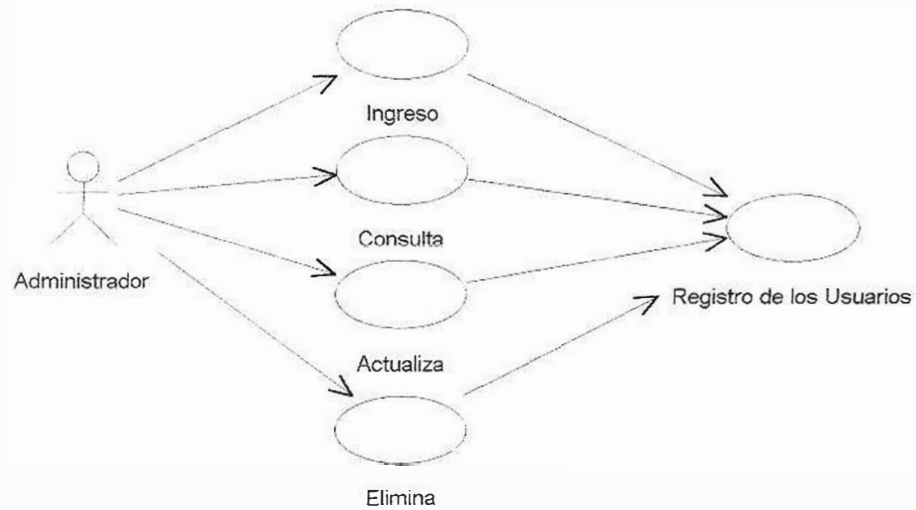 Ingreso
Consulta
Administrador
Registro de los Usuarios
Actualiza
Elimina